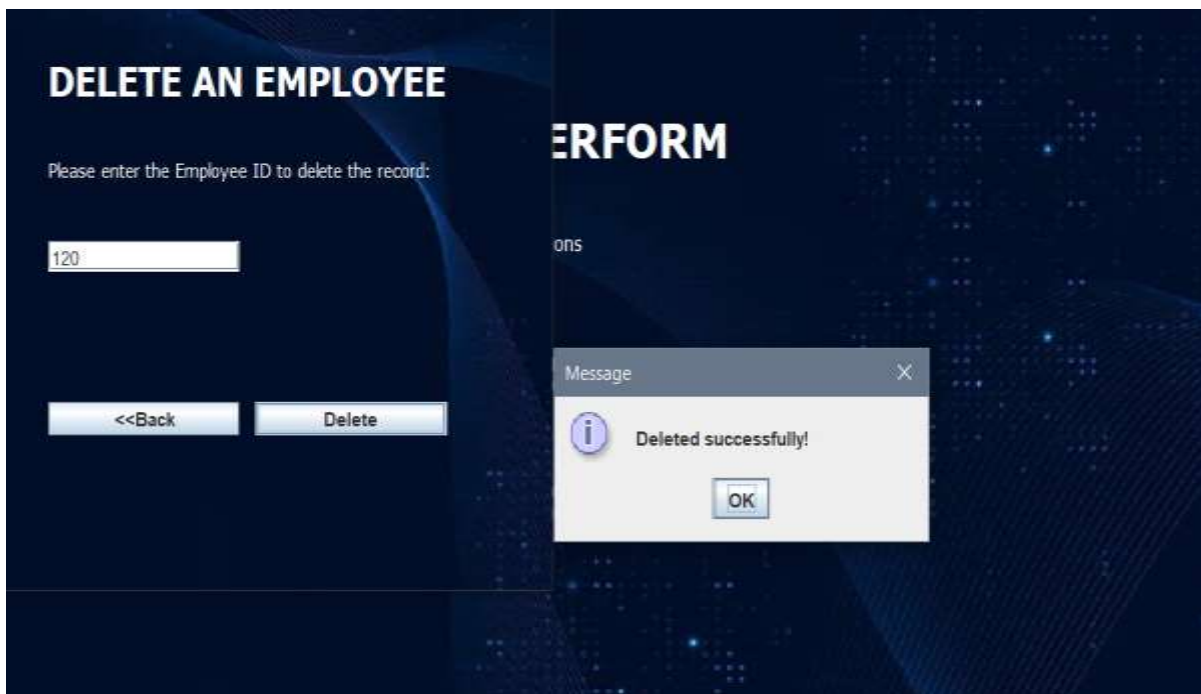 DELETE AN EMPLOYEE
Please enter the Employee ID to delete the record:
120
<<Back
Delete
ERFORM
ons
Message
Deleted successfully!
OK